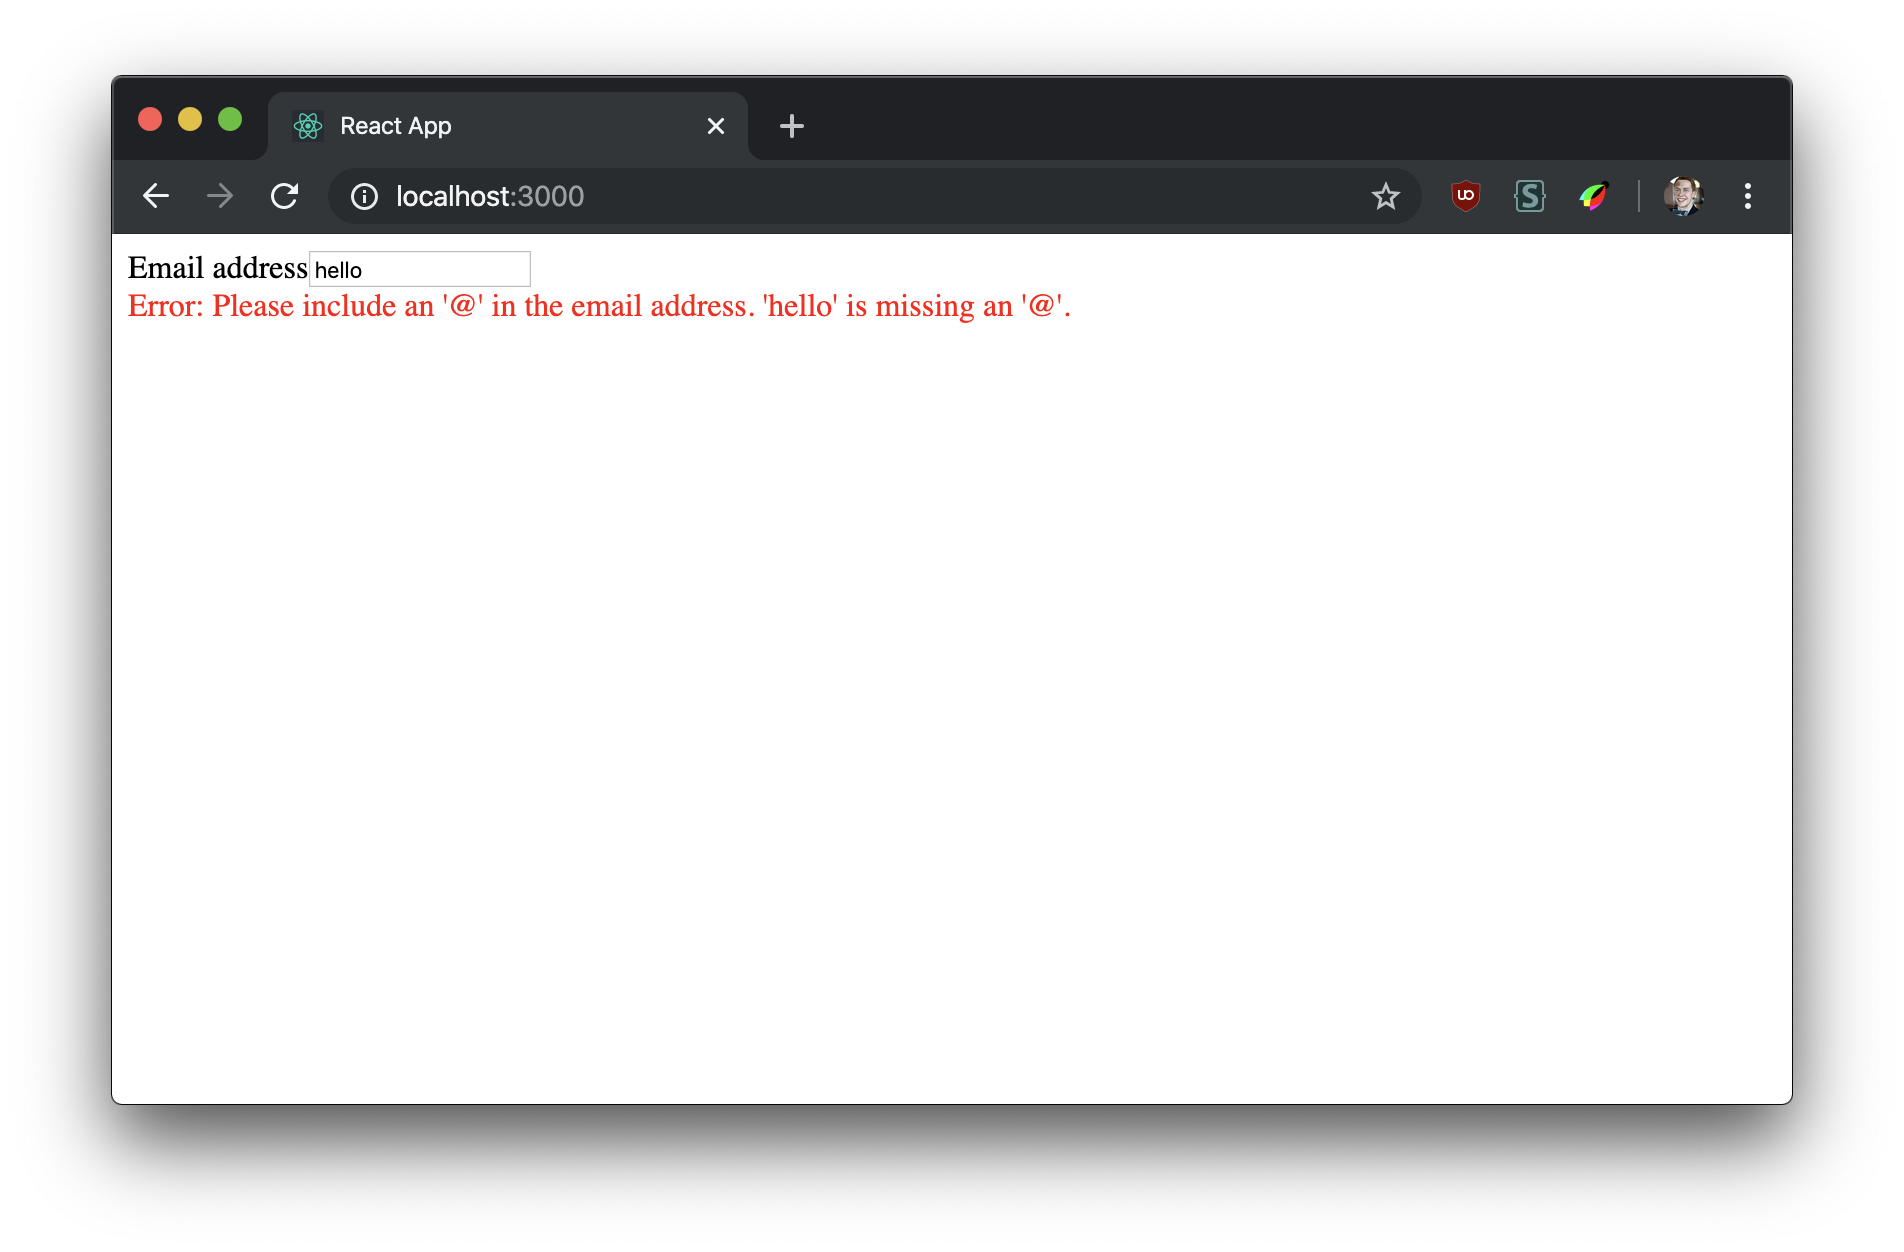 React App
localhost:3000
uo
S
Email address hello
Error: Please include an '@' in the email address. 'hello' is missing an '@'.